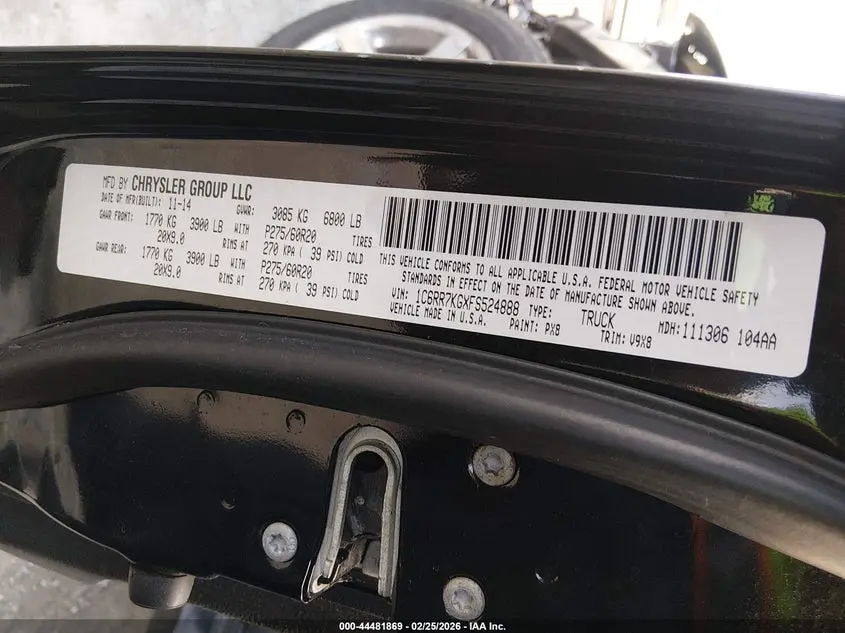 MFD BY CHRYSLER GROUP LLC
DATE OF MFR(BUILT): 11-14 GVWR: 3085 KG 6800 LB
GAWR FRONT: 1770 KG 3900 LB WITH P275/60R20 TIRES
20X9.0 RIMS AT 270 KPA ( 39 PSI) COLD
GAWR REAR: 1770 KG 3900 LB WITH P275/60R20 TIRES
20X9.0 RIMS AT 270 KPA ( 39 PSI) COLD
THIS VEHICLE CONFORMS TO ALL APPLICABLE U.S.A. FEDERAL MOTOR VEHICLE SAFETY
STANDARDS IN EFFECT ON THE DATE OF MANUFACTURE SHOWN ABOVE.
VIN: 1C6RR7KGXFS524888 TYPE: TRUCK MDH:111306 104AA
VEHICLE MADE IN U.S.A. PAINT: PX8 TRIM: V9X8
000-44481869 - 02/25/2026 - IAA Inc.